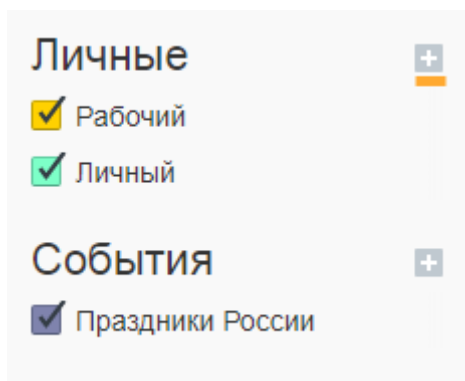 Личные
Рабочий
Личный
События
Праздники России